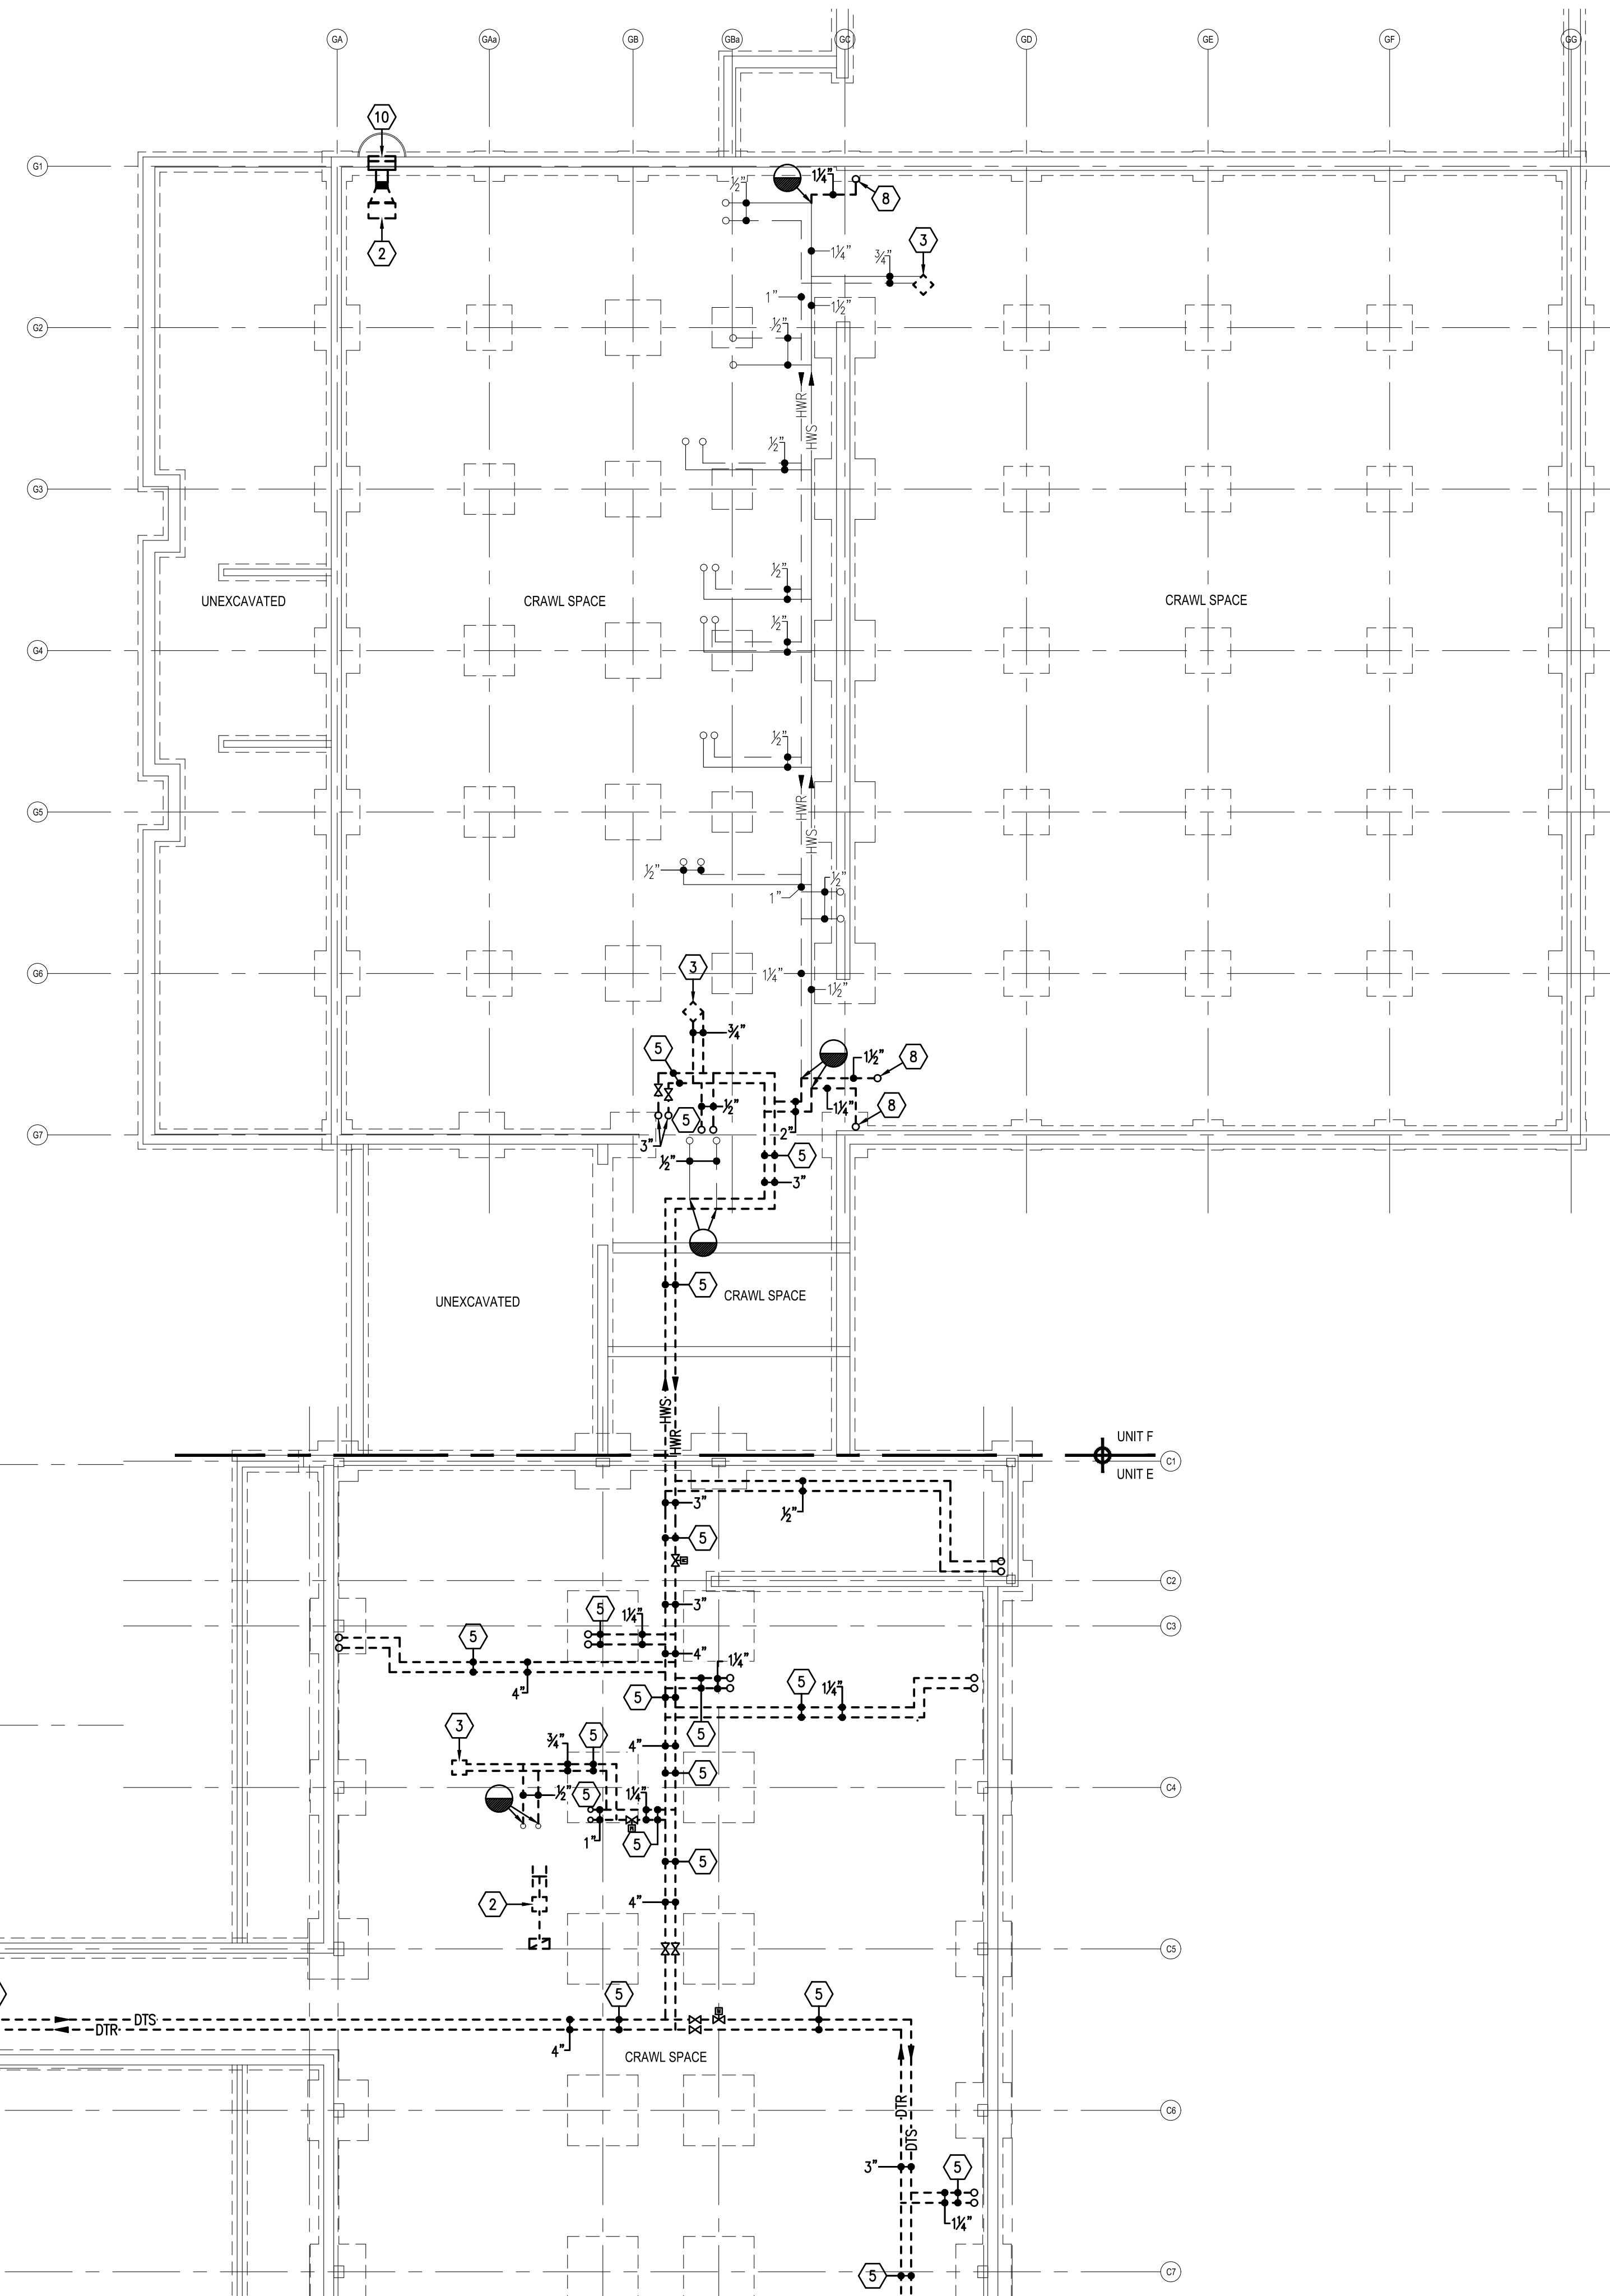 GA GAa GB GBa GC GD GE GF GG
10
G1
1¼"
½"
8
2
3
1¼"
¾"
1"
1½"
G2
½"
HWR
HWS
½"
G3
½"
UNEXCAVATED
CRAWL SPACE
CRAWL SPACE
½"
G4
½"
HWR
G5
HWS
½"
½"
1"
3
G6
1¼"
1½"
¾"
5
1½"
8
½"
1¼"
8
5
2"
G7
3"
½"
5
3"
5
CRAWL SPACE
UNEXCAVATED
HWS
HWR
UNIT F
C1
UNIT E
3"
½"
5
C2
3"
5
1¼"
C3
5
4"
1¼"
5
1¼"
4"
5
3
5
¾"
5
4"
5
C4
½"
5
1¼"
1"
5
5
2
4"
C5
5
5
DTS
DTR
4"
CRAWL SPACE
DTR
C6
DTS
3"
5
1¼"
5
C7